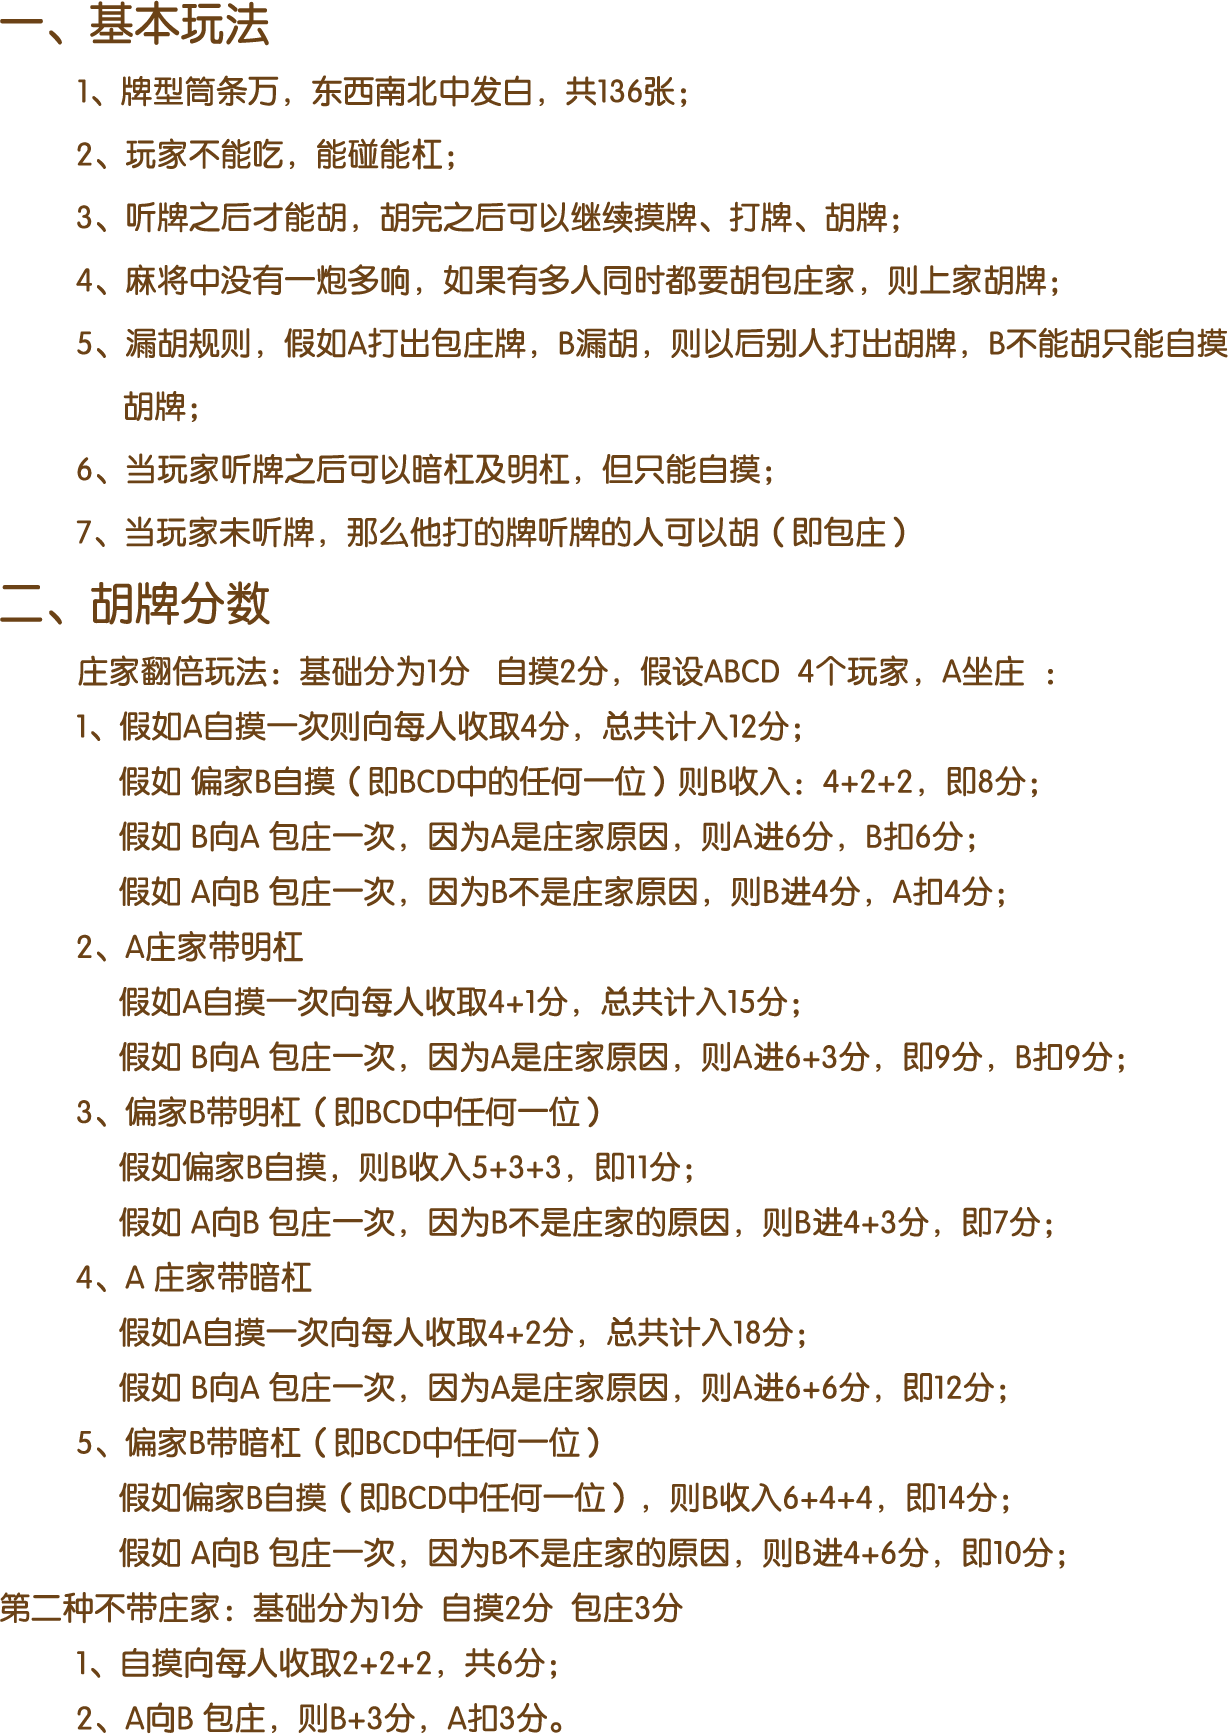 一、基本玩法
1、牌型筒条万，东西南北中发白，共136张；
2、玩家不能吃，能碰能杠；
3、听牌之后才能胡，胡完之后可以继续摸牌、打牌、胡牌；
4、麻将中没有一炮多响，如果有多人同时都要胡包庄家，则上家胡牌；
5、漏胡规则，假如A打出包庄牌，B漏胡，则以后别人打出胡牌，B不能胡只能自摸
胡牌；
6、当玩家听牌之后可以暗杠及明杠，但只能自摸；
7、当玩家未听牌，那么他打的牌听牌的人可以胡（即包庄）
二、胡牌分数
庄家翻倍玩法：基础分为1分 自摸2分，假设ABCD 4个玩家，A坐庄 ：
1、假如A自摸一次则向每人收取4分，总共计入12分；
假如 偏家B自摸（即BCD中的任何一位）则B收入：4+2+2，即8分；
假如 B向A 包庄一次，因为A是庄家原因，则A进6分，B扣6分；
假如 A向B 包庄一次，因为B不是庄家原因，则B进4分，A扣4分；
2、A庄家带明杠
假如A自摸一次向每人收取4+1分，总共计入15分；
假如 B向A 包庄一次，因为A是庄家原因，则A进6+3分，即9分，B扣9分；
3、偏家B带明杠（即BCD中任何一位）
假如偏家B自摸，则B收入5+3+3，即11分；
假如 A向B 包庄一次，因为B不是庄家的原因，则B进4+3分，即7分；
4、A 庄家带暗杠
假如A自摸一次向每人收取4+2分，总共计入18分；
假如 B向A 包庄一次，因为A是庄家原因，则A进6+6分，即12分；
5、偏家B带暗杠（即BCD中任何一位）
假如偏家B自摸（即BCD中任何一位），则B收入6+4+4，即14分；
假如 A向B 包庄一次，因为B不是庄家的原因，则B进4+6分，即10分；
第二种不带庄家：基础分为1分 自摸2分 包庄3分
1、自摸向每人收取2+2+2，共6分；
2、A向B 包庄，则B+3分，A扣3分。